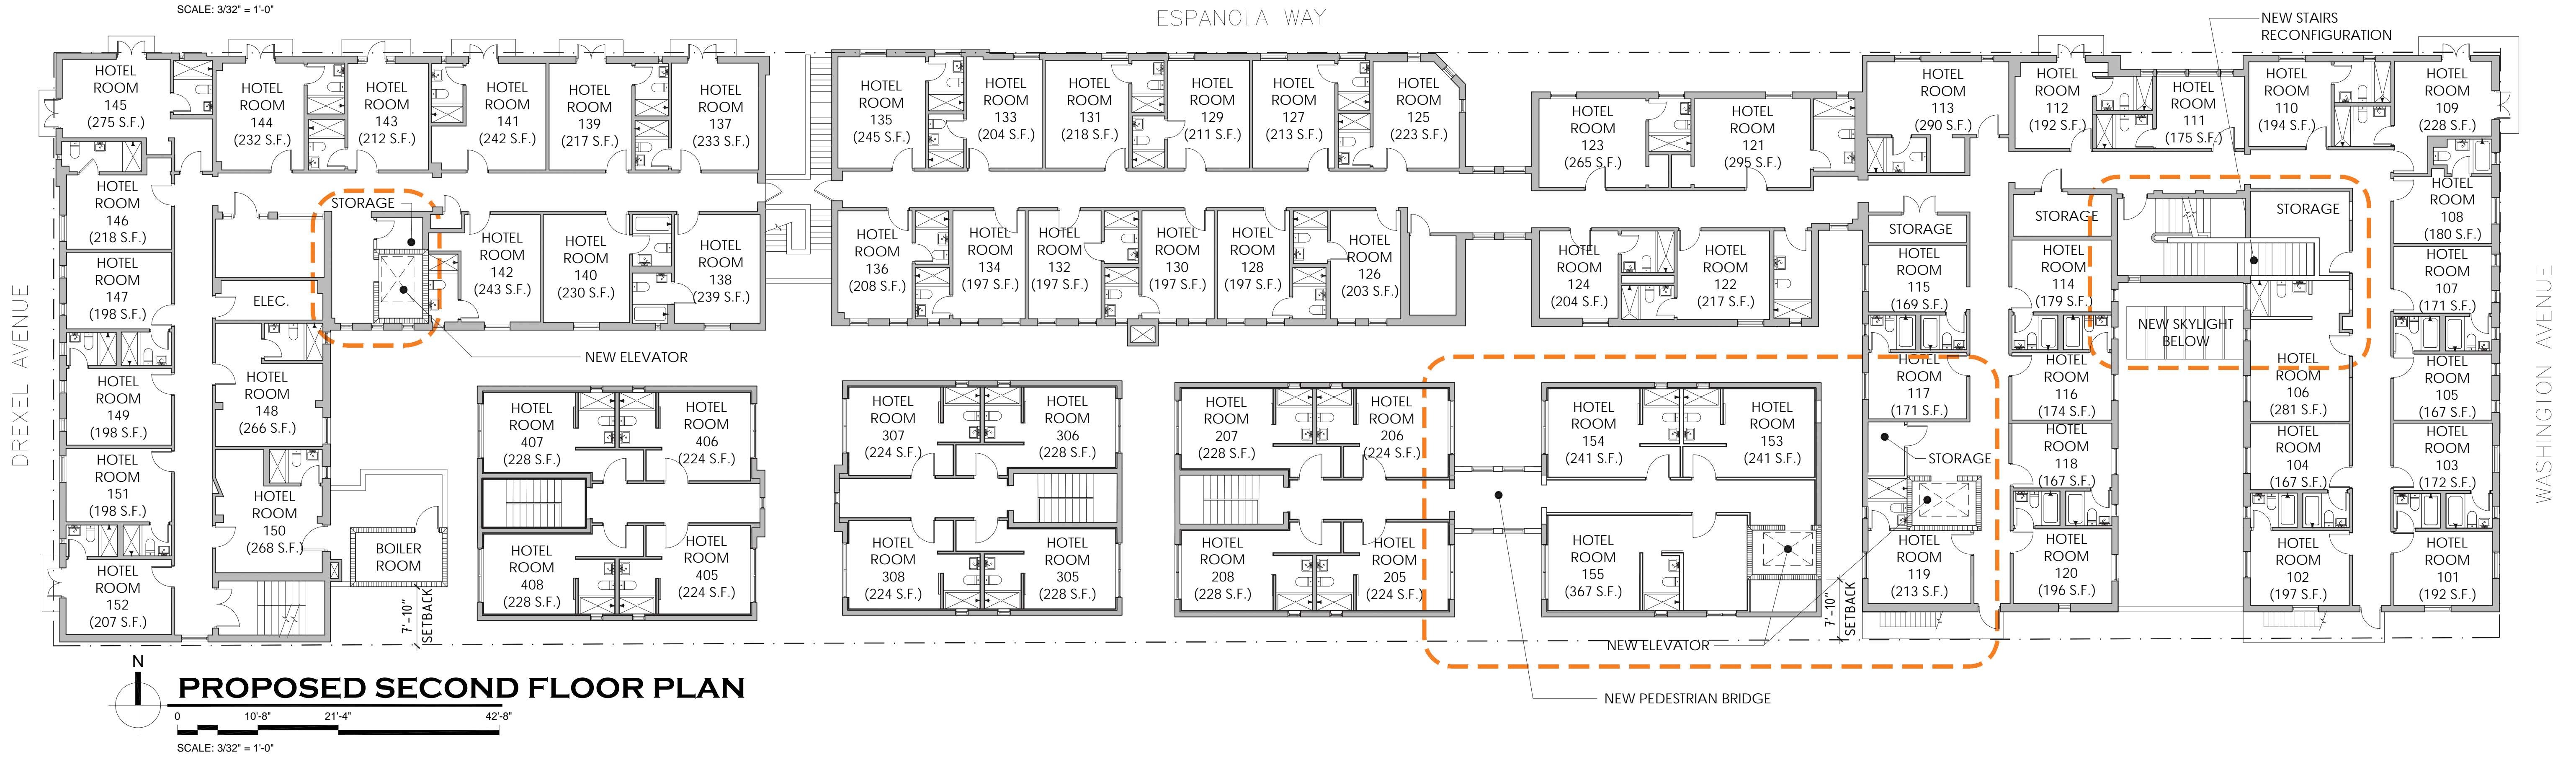 SCALE: 3/32" = 1'-0"
ESPANOLA WAY
NEW STAIRS
RECONFIGURATION
HOTEL
ROOM
145
(275 S.F.)
HOTEL
ROOM
144
(232 S.F.)
HOTEL
ROOM
143
(212 S.F.)
HOTEL
ROOM
141
(242 S.F.)
HOTEL
ROOM
139
(217 S.F.)
HOTEL
ROOM
137
(233 S.F.)
HOTEL
ROOM
135
(245 S.F.)
HOTEL
ROOM
133
(204 S.F.)
HOTEL
ROOM
131
(218 S.F.)
HOTEL
ROOM
129
(211 S.F.)
HOTEL
ROOM
127
(213 S.F.)
HOTEL
ROOM
125
(223 S.F.)
HOTEL
ROOM
123
(265 S.F.)
HOTEL
ROOM
121
(295 S.F.)
HOTEL
ROOM
113
(290 S.F.)
HOTEL
ROOM
112
(192 S.F.)
HOTEL
ROOM
111
(175 S.F.)
HOTEL
ROOM
110
(194 S.F.)
HOTEL
ROOM
109
(228 S.F.)
HOTEL
ROOM
146
(218 S.F.)
STORAGE
HOTEL
ROOM
142
(243 S.F.)
HOTEL
ROOM
140
(230 S.F.)
HOTEL
ROOM
138
(239 S.F.)
HOTEL
ROOM
136
(208 S.F.)
HOTEL
ROOM
134
(197 S.F.)
HOTEL
ROOM
132
(197 S.F.)
HOTEL
ROOM
130
(197 S.F.)
HOTEL
ROOM
128
(197 S.F.)
HOTEL
ROOM
126
(203 S.F.)
HOTEL
ROOM
124
(204 S.F.)
HOTEL
ROOM
122
(217 S.F.)
STORAGE
STORAGE
STORAGE
HOTEL
ROOM
108
(180 S.F.)
HOTEL
ROOM
147
(198 S.F.)
ELEC.
HOTEL
ROOM
115
(169 S.F.)
HOTEL
ROOM
114
(179 S.F.)
HOTEL
ROOM
107
(171 S.F.)
NEW SKYLIGHT
BELOW
NEW ELEVATOR
DREXEL AVENUE
WASHINGTON AVENUE
HOTEL
ROOM
149
(198 S.F.)
HOTEL
ROOM
148
(266 S.F.)
HOTEL
ROOM
407
(228 S.F.)
HOTEL
ROOM
406
(224 S.F.)
HOTEL
ROOM
307
(224 S.F.)
HOTEL
ROOM
306
(228 S.F.)
HOTEL
ROOM
207
(228 S.F.)
HOTEL
ROOM
206
(224 S.F.)
HOTEL
ROOM
154
(241 S.F.)
HOTEL
ROOM
153
(241 S.F.)
HOTEL
ROOM
117
(171 S.F.)
HOTEL
ROOM
116
(174 S.F.)
HOTEL
ROOM
106
(281 S.F.)
HOTEL
ROOM
105
(167 S.F.)
HOTEL
ROOM
151
(198 S.F.)
HOTEL
ROOM
150
(268 S.F.)
STORAGE
HOTEL
ROOM
118
(167 S.F.)
HOTEL
ROOM
104
(167 S.F.)
HOTEL
ROOM
103
(172 S.F.)
HOTEL
ROOM
152
(207 S.F.)
BOILER
ROOM
HOTEL
ROOM
408
(228 S.F.)
HOTEL
ROOM
405
(224 S.F.)
HOTEL
ROOM
308
(224 S.F.)
HOTEL
ROOM
305
(228 S.F.)
HOTEL
ROOM
208
(228 S.F.)
HOTEL
ROOM
205
(224 S.F.)
HOTEL
ROOM
155
(367 S.F.)
HOTEL
ROOM
119
(213 S.F.)
HOTEL
ROOM
120
(196 S.F.)
HOTEL
ROOM
102
(197 S.F.)
HOTEL
ROOM
101
(192 S.F.)
7'-10"
SETBACK
7'-10"
SETBACK
NEW ELEVATOR
NEW PEDESTRIAN BRIDGE
N
PROPOSED SECOND FLOOR PLAN
0 10'-8" 21'-4" 42'-8"
SCALE: 3/32" = 1'-0"